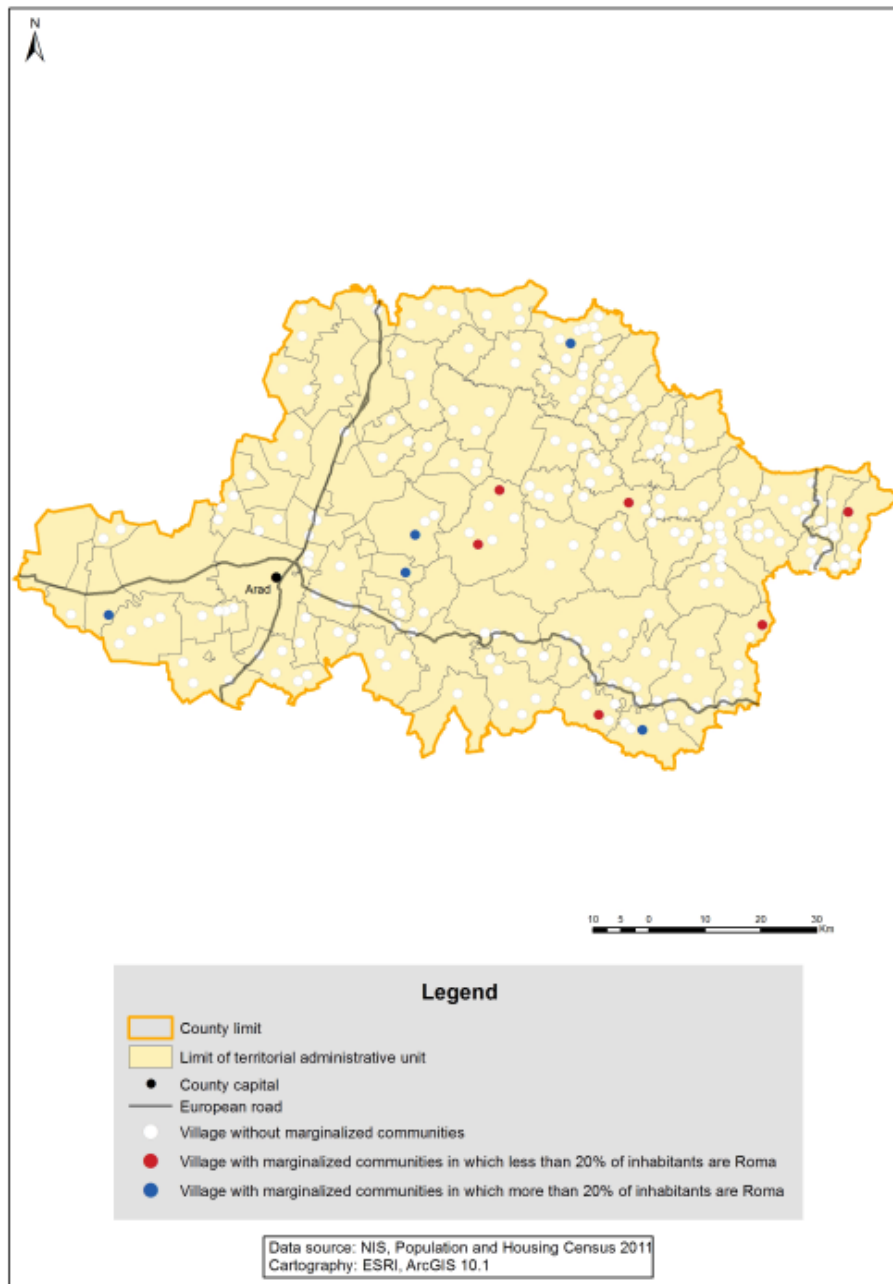 N
Arad
10 5 0 10 20 30
Km
Legend
County limit
Limit of territorial administrative unit
County capital
European road
Village without marginalized communities
Village with marginalized communities in which less than 20% of inhabitants are Roma
Village with marginalized communities in which more than 20% of inhabitants are Roma
Data source: NIS, Population and Housing Census 2011
Cartography: ESRI, ArcGIS 10.1